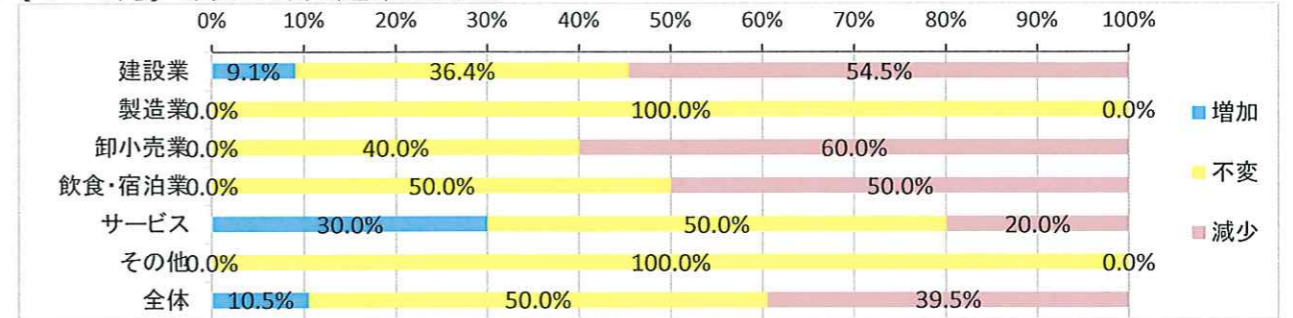 0% 10% 20% 30% 40% 50% 60% 70% 80% 90% 100%
建設業 9.1% 36.4% 54.5%
製造業 0.0% 100.0% 0.0%
増加
卸小売業 0.0% 40.0% 60.0%
飲食・宿泊業 0.0% 50.0% 50.0%
不変
サービス 30.0% 50.0% 20.0%
減少
その他 0.0% 100.0% 0.0%
全体 10.5% 50.0% 39.5%